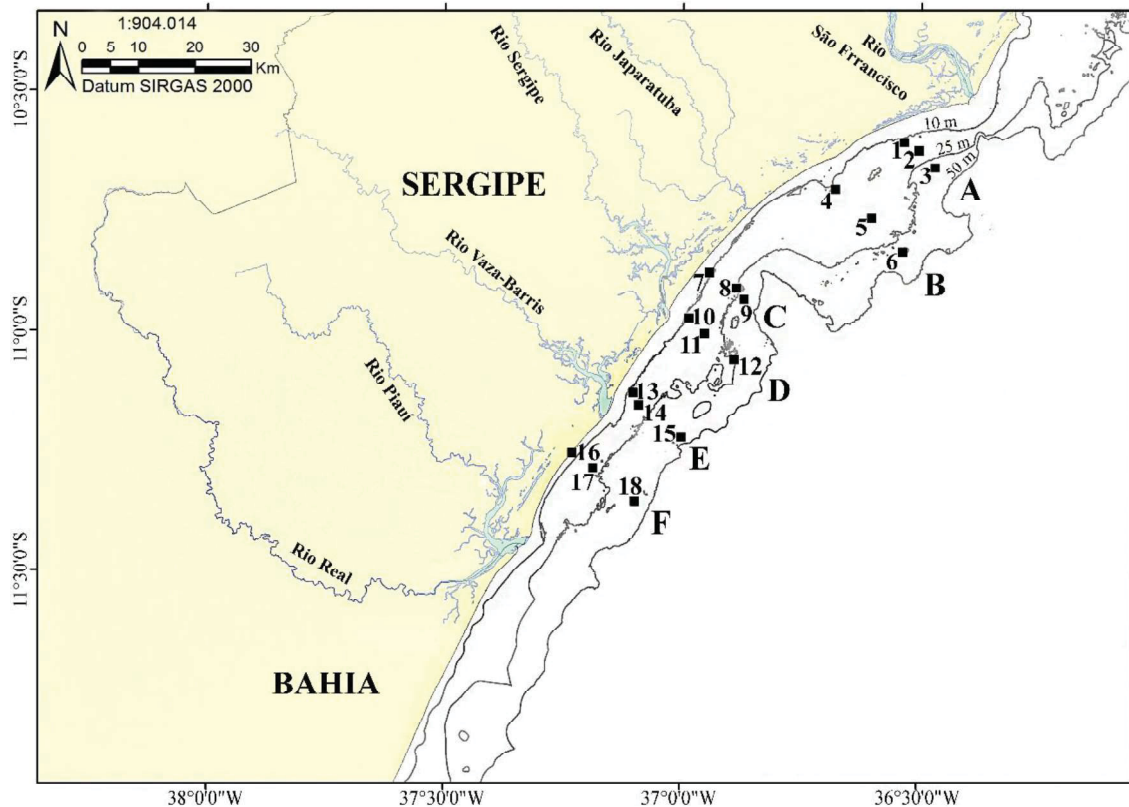 1:904.014
N
0 5 10 20 30
Km
Datum SIRGAS 2000
Rio Sergipe
Rio Japaratuba
Rio
São Frrancisco
10°30'0"S
10 m
25 m
50 m
1
2
3
A
SERGIPE
4
5
6
B
Rio Vaza-Barris
7
8
9
C
10
11
11°0'0"S
12
D
Rio Piauí
13
14
15
E
16
17
18
F
Rio Real
11°30'0"S
BAHIA
38°0'0"W
37°30'0"W
37°0'0"W
36°30'0"W